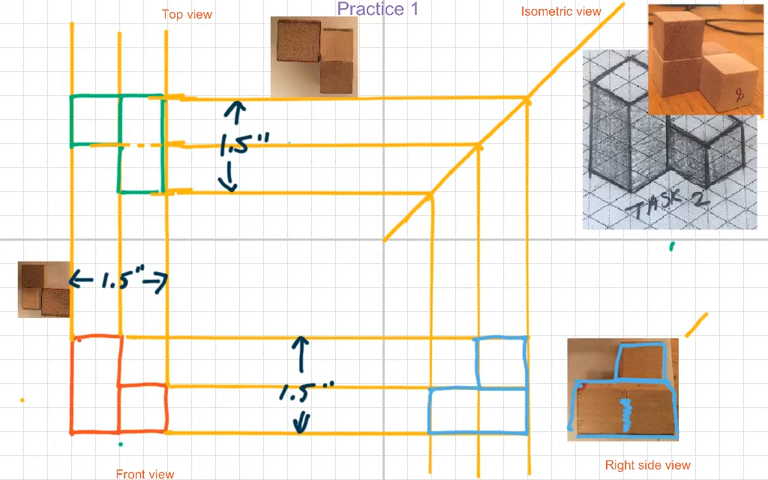 Practice 1
Top view
Isometric view
1.5"
8
TASK 2
1.5"
1.5"
Front view
Right side view